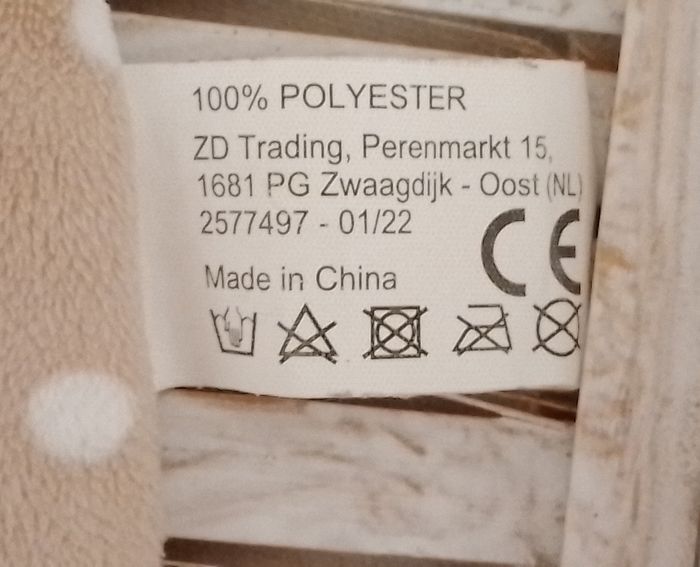 100% POLYESTER
ZD Trading, Perenmarkt 15,
1681 PG Zwaagdijk - Oost (NL)
2577497 - 01/22
CE
Made in China